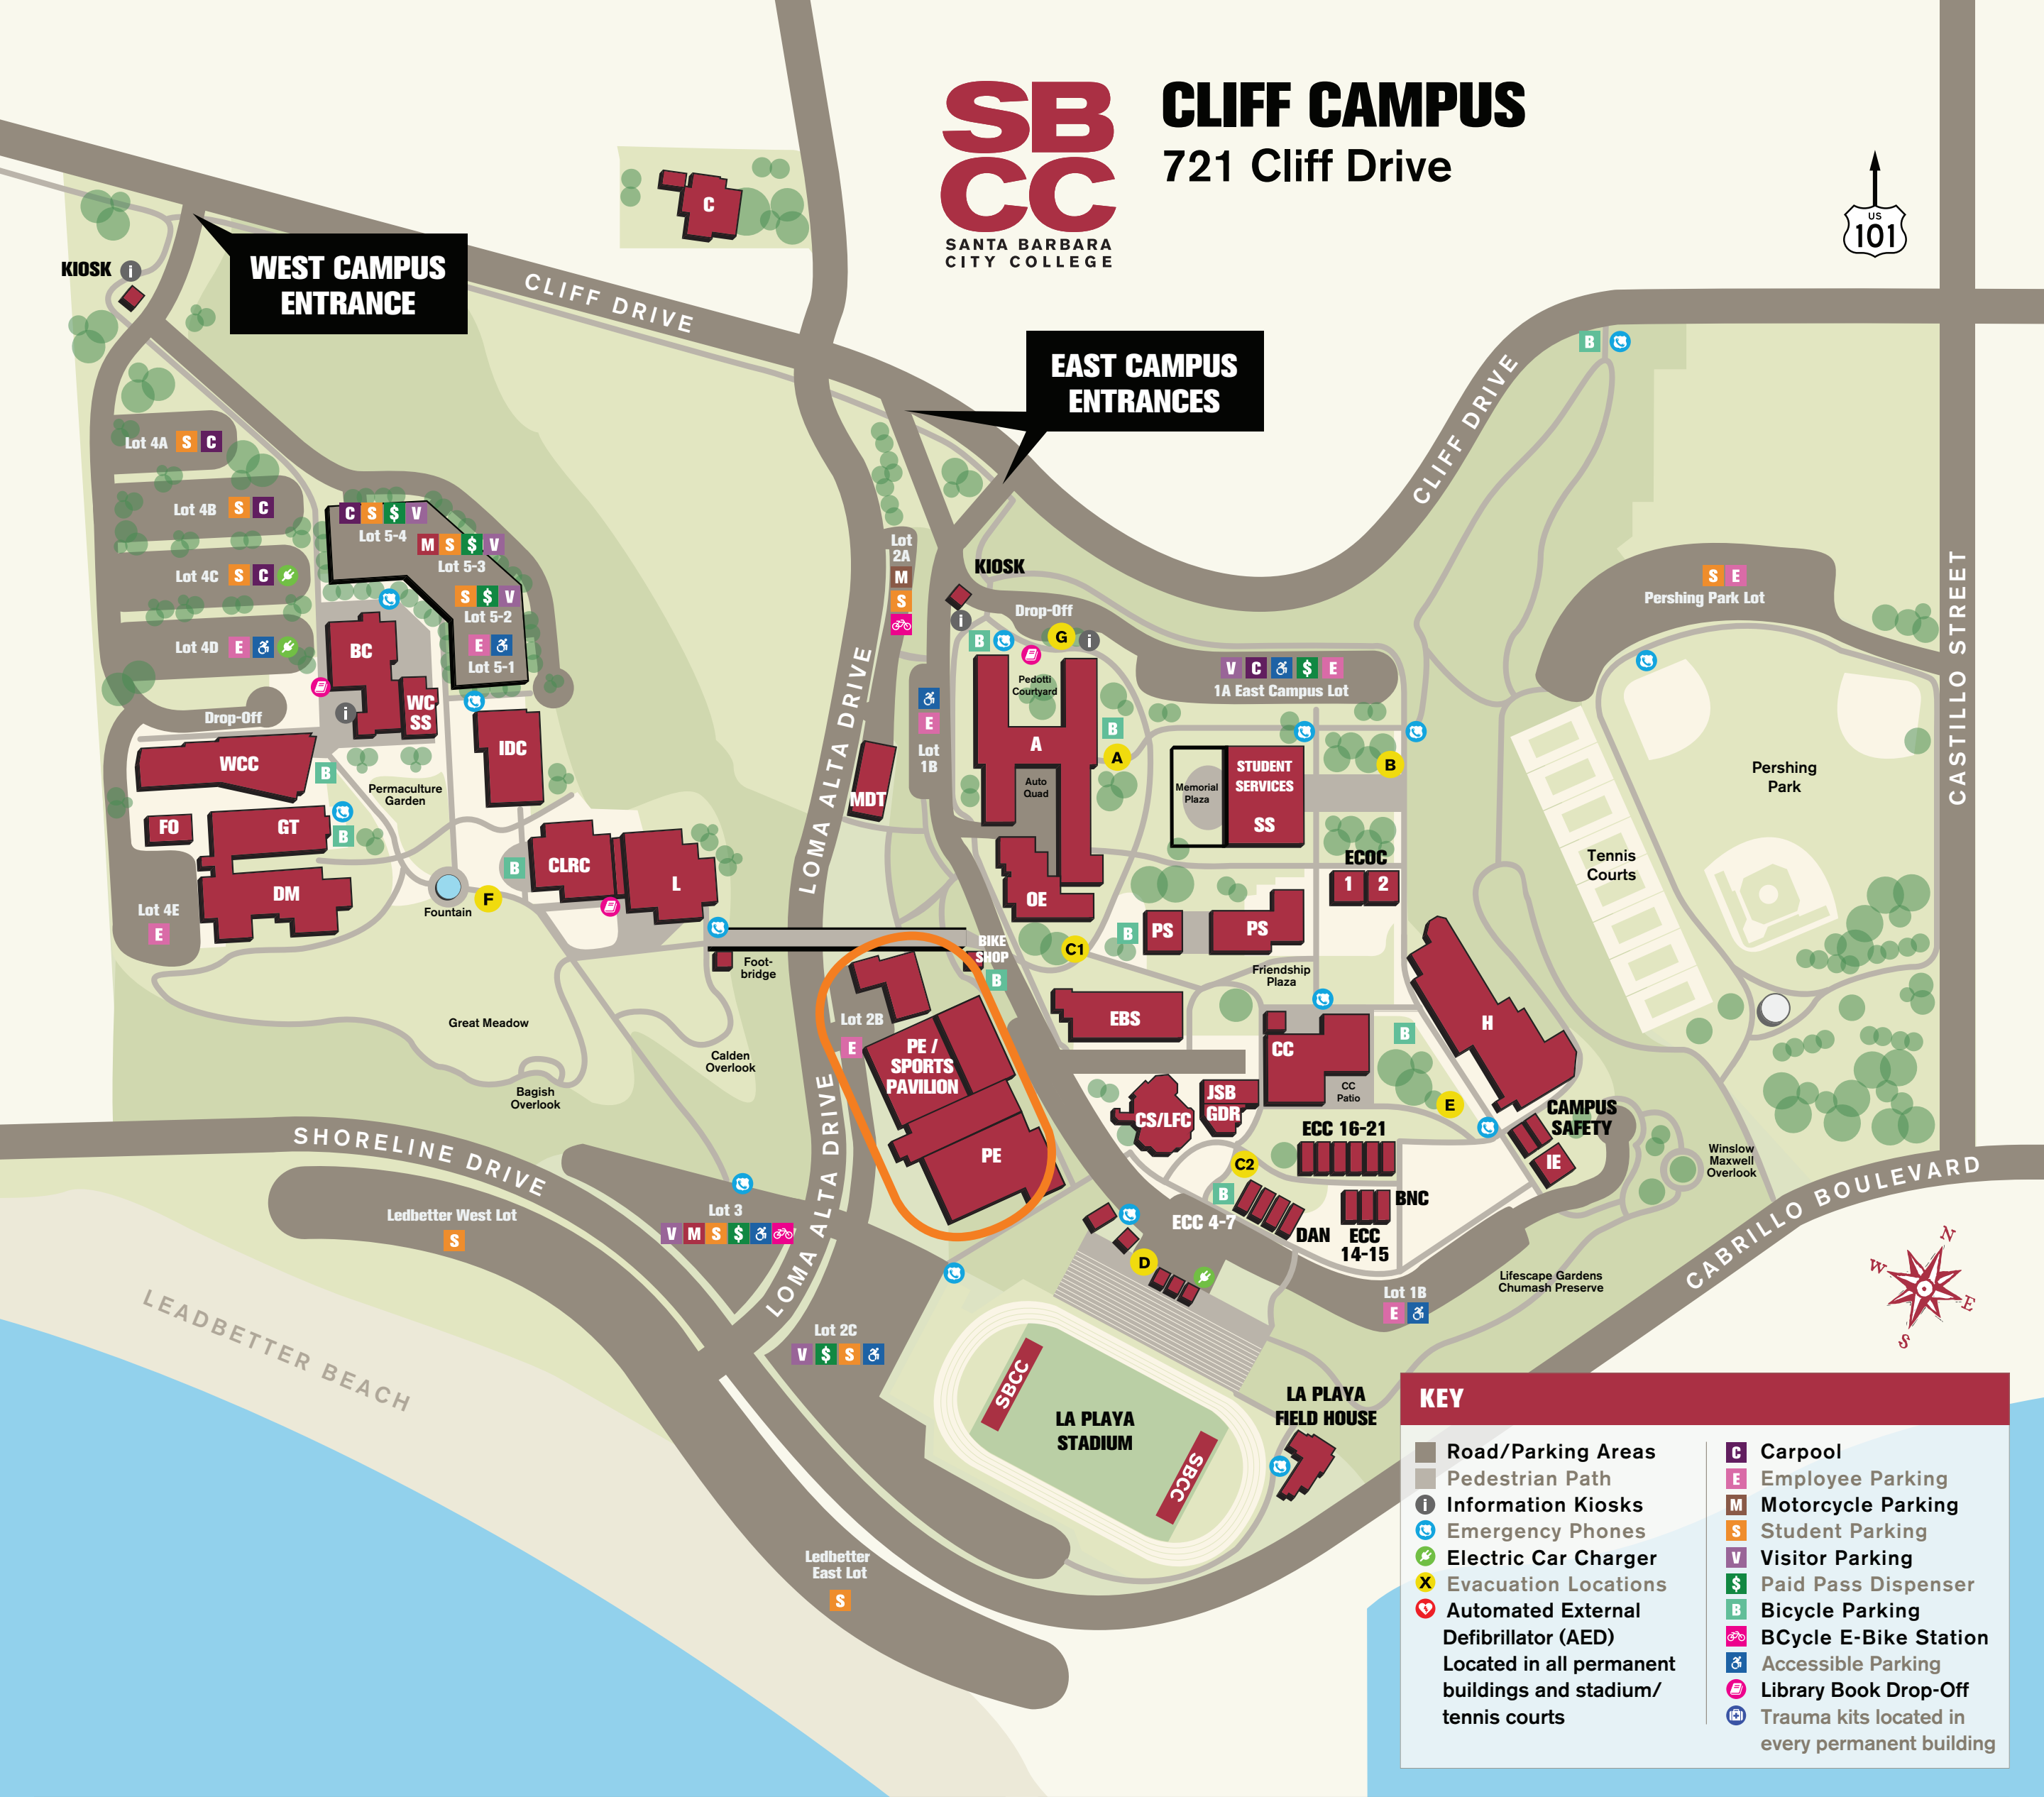 SB
CC
SANTA BARBARA
CITY COLLEGE
CLIFF CAMPUS
721 Cliff Drive
US
101
C
KIOSK
i
WEST CAMPUS
ENTRANCE
CLIFF DRIVE
EAST CAMPUS
ENTRANCES
CLIFF DRIVE
B
CASTILLO STREET
Lot 4A S C
Lot 4B S C
Lot 4C S C
Lot 4D E
C S $ V
Lot 5-4
M S $ V
Lot 5-3
S $ V
Lot 5-2
E
Lot 5-1
BC
WC
SS
i
Drop-Off
WCC
B
IDC
Permaculture
Garden
FO
GT
B
DM
Lot 4E
E
Fountain
F
B
CLRC
L
Foot-
bridge
Great Meadow
Bagish
Overlook
Calden
Overlook
Lot
2A
M
S
KIOSK
i
Drop-Off
B
G
i
Pedotti
Courtyard
V C $ E
1A East Campus Lot
S E
Pershing Park Lot
LOMA ALTA DRIVE
E
Lot
1B
MDT
A
B
A
Auto
Quad
Memorial
Plaza
STUDENT
SERVICES
SS
B
Pershing
Park
Tennis
Courts
ECOC
1 2
OE
C1
B
PS
PS
BIKE
SHOP
B
Friendship
Plaza
Lot 2B
E
PE /
SPORTS
PAVILION
PE
EBS
CC
B
H
CC
Patio
JSB
GDR
CS/LFC
E
CAMPUS
SAFETY
ECC 16-21
IE
Winslow
Maxwell
Overlook
C2
B
ECC 4-7
BNC
DAN
ECC
14-15
D
Lot 1B
E
Lifescape Gardens
Chumash Preserve
CABRILLO BOULEVARD
N
W
E
S
SHORELINE DRIVE
LOMA ALTA DRIVE
Ledbetter West Lot
S
Lot 3
V M S $
LOMA ALTA DRIVE
Lot 2C
V $ S
LEADBETTER BEACH
SBCC
LA PLAYA
STADIUM
SBCC
LA PLAYA
FIELD HOUSE
Ledbetter
East Lot
S
KEY
Road/Parking Areas
Pedestrian Path
i Information Kiosks
Emergency Phones
Electric Car Charger
X Evacuation Locations
Automated External
Defibrillator (AED)
Located in all permanent
buildings and stadium/
tennis courts
C Carpool
E Employee Parking
M Motorcycle Parking
S Student Parking
V Visitor Parking
$ Paid Pass Dispenser
B Bicycle Parking
BCycle E-Bike Station
Accessible Parking
Library Book Drop-Off
Trauma kits located in
every permanent building